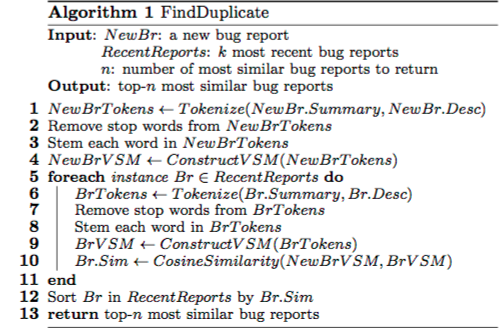 Algorithm 1 FindDuplicate
Input: NewBr: a new bug report
RecentReports: k most recent bug reports
n: number of most similar bug reports to return
Output: top-n most similar bug reports
1 NewBrTokens ← Tokenize(NewBr.Summary, NewBr.Desc)
2 Remove stop words from NewBrTokens
3 Stem each word in NewBrTokens
4 NewBrVSM ← ConstructVSM(NewBrTokens)
5 foreach instance Br ∈ RecentReports do
6 BrTokens ← Tokenize(Br.Summary, Br.Desc)
7 Remove stop words from BrTokens
8 Stem each word in BrTokens
9 BrVSM ← ConstructVSM(BrTokens)
10 Br.Sim ← CosineSimilarity(NewBrVSM, BrVSM)
11 end
12 Sort Br in RecentReports by Br.Sim
13 return top-n most similar bug reports